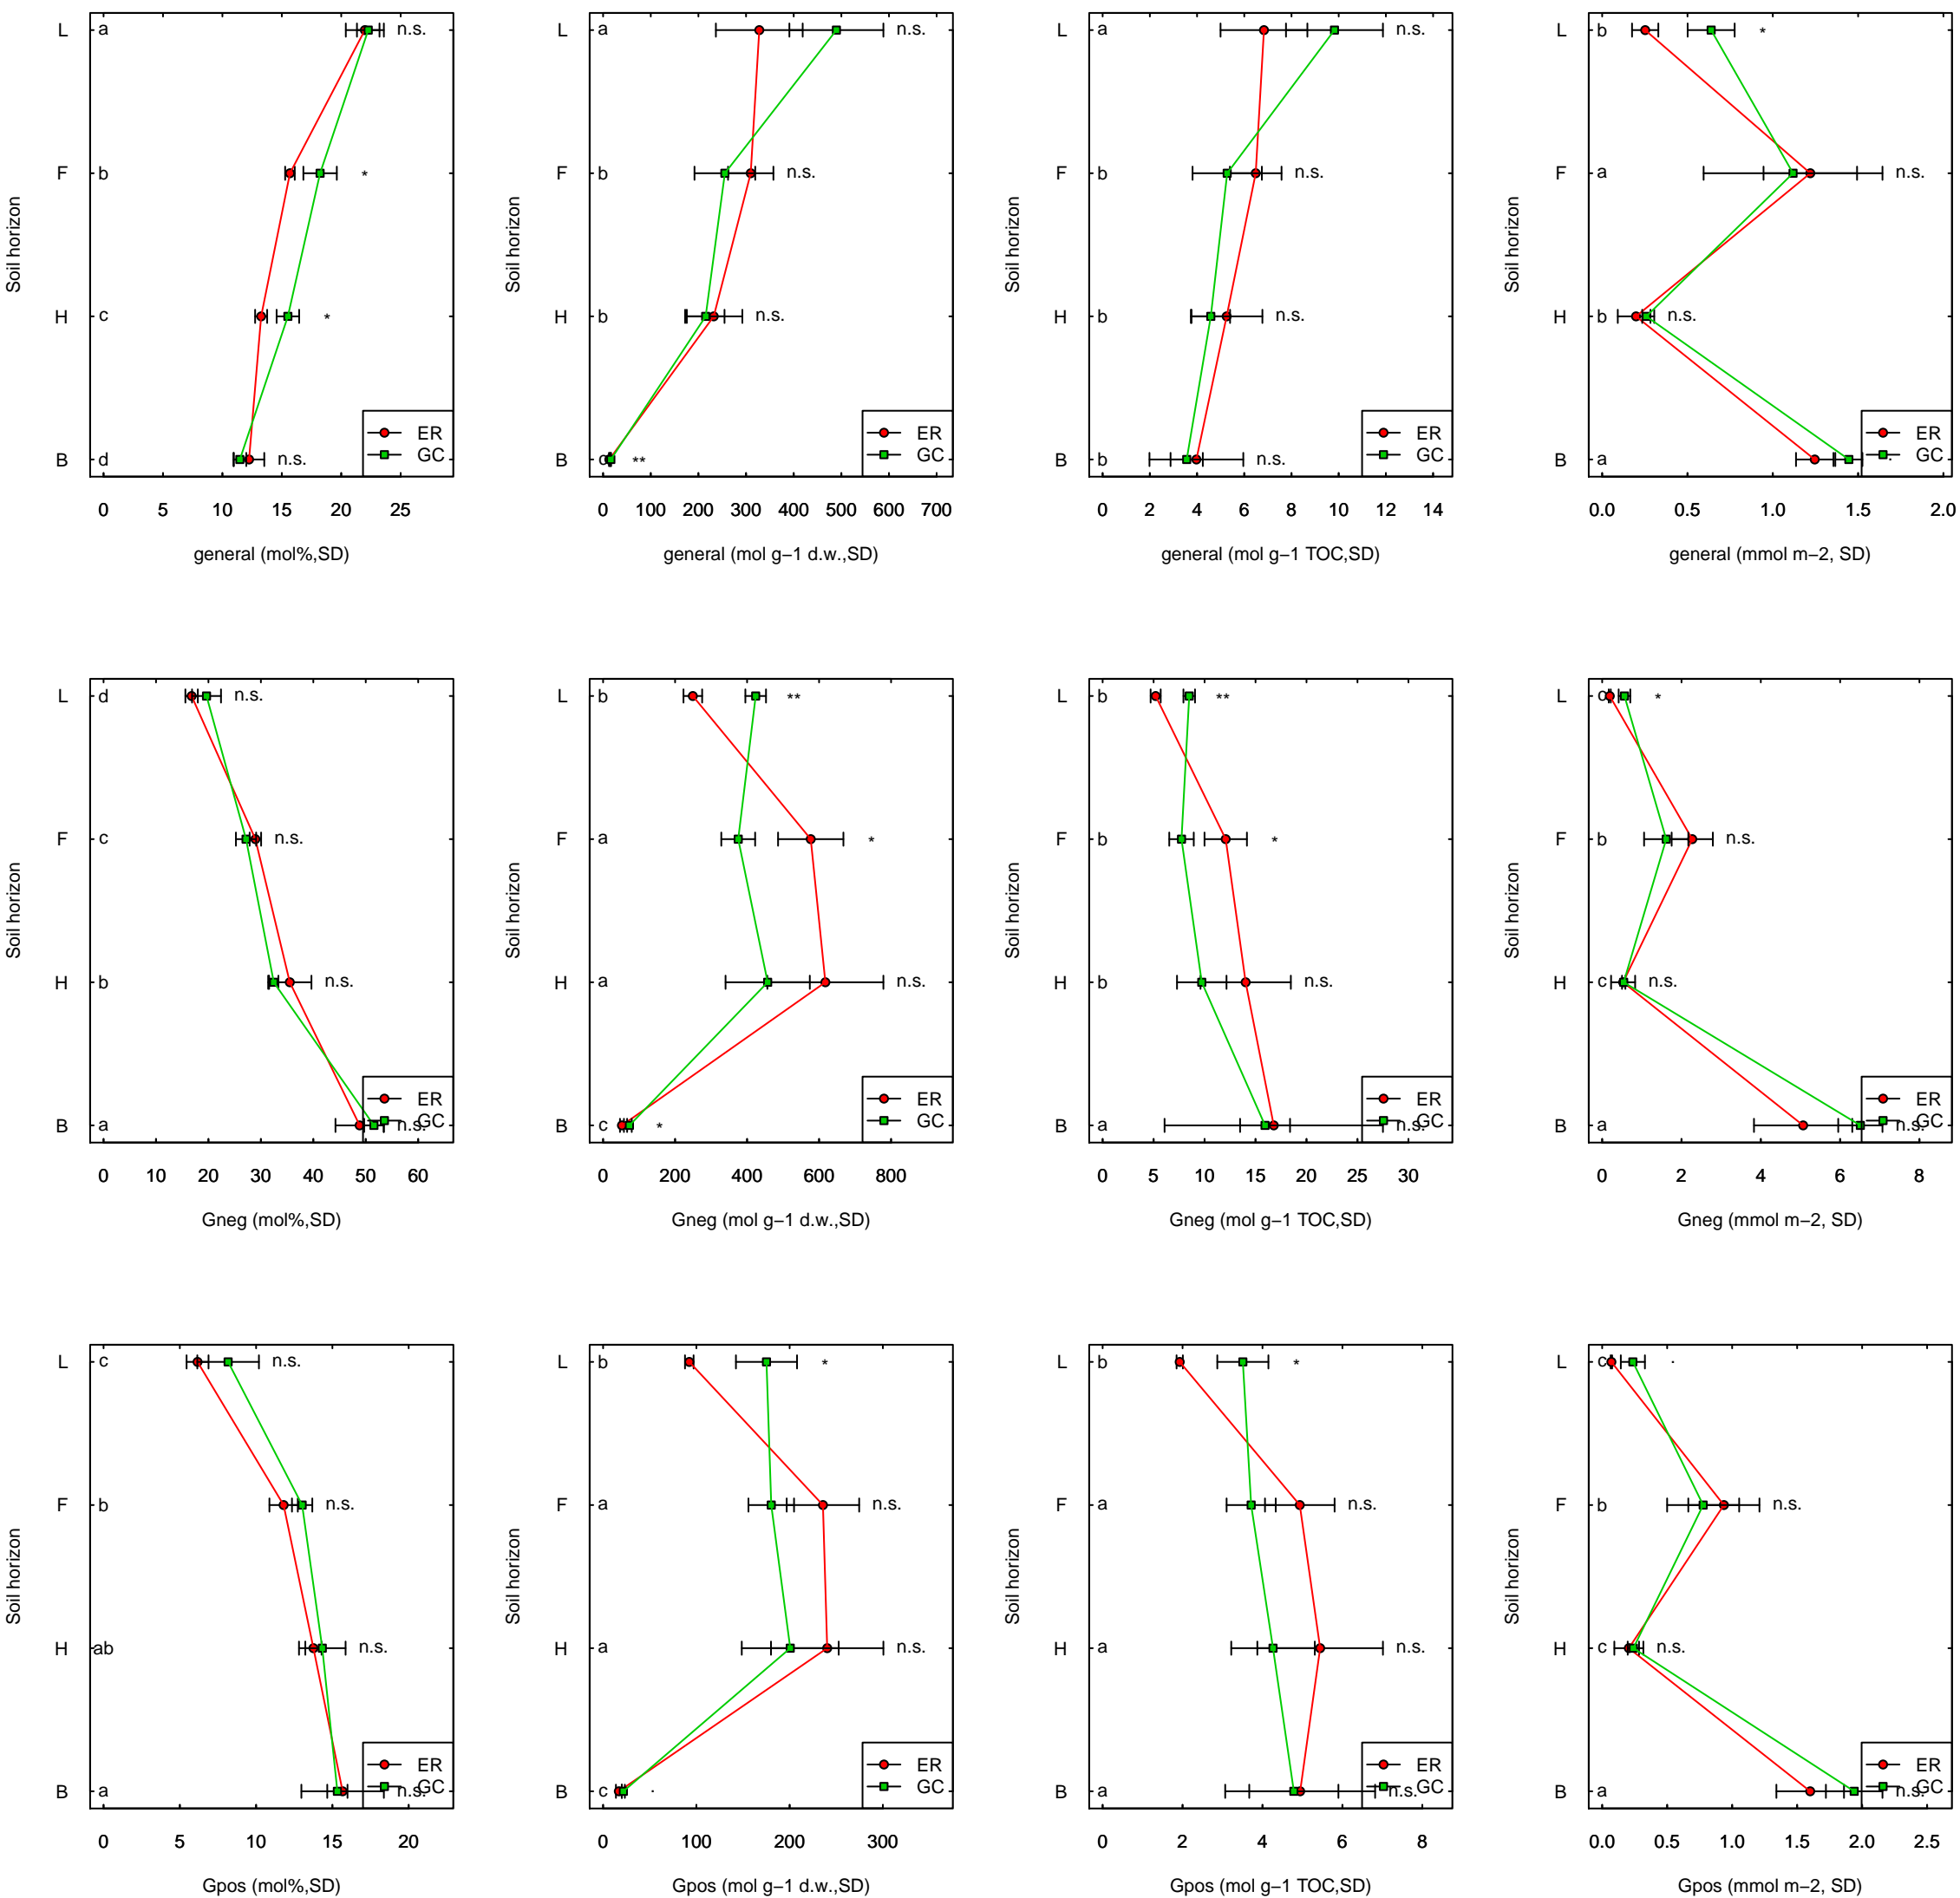 L a n.s. L a n.s. L a n.s. L b *
F b * F b n.s. F b n.s. F a n.s.
Soil horizon Soil horizon Soil horizon Soil horizon
H c * H b n.s. H b n.s. H b n.s.
ER ER ER ER
GC GC GC GC
B d n.s. B c ** B b n.s. B a .
0 5 10 15 20 25 0 100 200 300 400 500 600 700 0 2 4 6 8 10 12 14 0.0 0.5 1.0 1.5 2.0
general (mol%,SD) general (mol g−1 d.w.,SD) general (mol g−1 TOC,SD) general (mmol m−2, SD)
L d n.s. L b ** L b ** L c *
F c n.s. F a * F b * F b n.s.
Soil horizon Soil horizon Soil horizon Soil horizon
H b n.s. H a n.s. H b n.s. H c n.s.
ER ER ER ER
GC GC GC GC
B a n.s. B c * B a n.s. B a n.s.
0 10 20 30 40 50 60 0 200 400 600 800 0 5 10 15 20 25 30 0 2 4 6 8
Gneg (mol%,SD) Gneg (mol g−1 d.w.,SD) Gneg (mol g−1 TOC,SD) Gneg (mmol m−2, SD)
L c n.s. L b * L b * L c .
F b n.s. F a n.s. F a n.s. F b n.s.
Soil horizon Soil horizon Soil horizon Soil horizon
H ab n.s. H a n.s. H a n.s. H c n.s.
ER ER ER ER
GC GC GC GC
B a n.s. B c . B a n.s. B a n.s.
0 5 10 15 20 0 100 200 300 0 2 4 6 8 0.0 0.5 1.0 1.5 2.0 2.5
Gpos (mol%,SD) Gpos (mol g−1 d.w.,SD) Gpos (mol g−1 TOC,SD) Gpos (mmol m−2, SD)